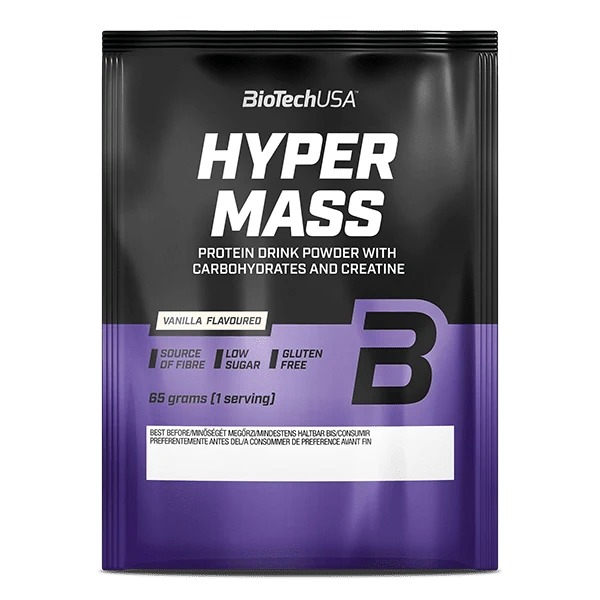 BioTechUSA™
HYPER
MASS
PROTEIN DRINK POWDER WITH
CARBOHYDRATES AND CREATINE
VANILLA FLAVOURED
SOURCE
OF FIBRE
LOW
SUGAR
GLUTEN
FREE
B
65 grams (1 serving)
BEST BEFORE/MINŐSÉGÉT MEGŐRZI/MINDESTENS HALTBAR BIS/CONSUMIR
PREFERENTEMENTE ANTES DEL/A CONSOMMER DE PREFERENCE AVANT FIN